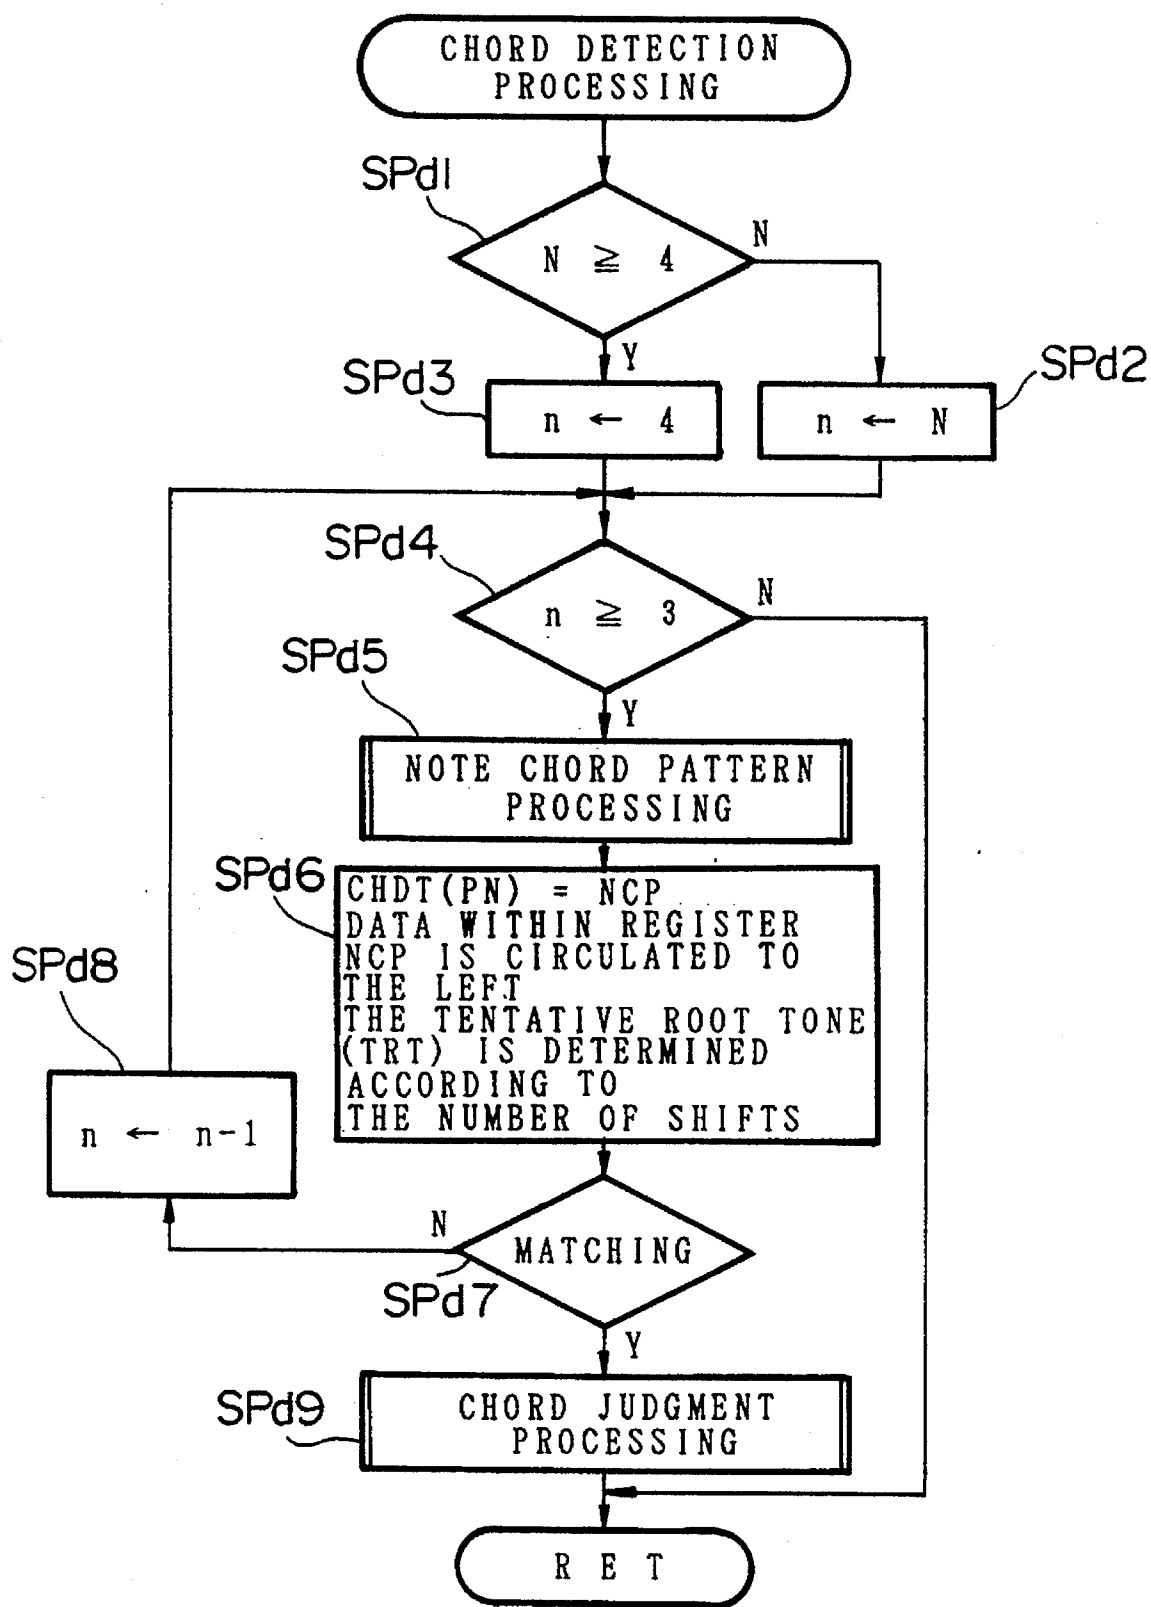 CHORD DETECTION
PROCESSING
SPd1
N ≧ 4
N
Y
SPd3
n ← 4
SPd2
n ← N
SPd4
n ≧ 3
N
SPd5
Y
NOTE CHORD PATTERN
PROCESSING
SPd6
CHDT(PN) = NCP
DATA WITHIN REGISTER
NCP IS CIRCULATED TO
THE LEFT
THE TENTATIVE ROOT TONE
(TRT) IS DETERMINED
ACCORDING TO
THE NUMBER OF SHIFTS
SPd8
n ← n-1
N
MATCHING
SPd7
Y
SPd9
CHORD JUDGMENT
PROCESSING
RET